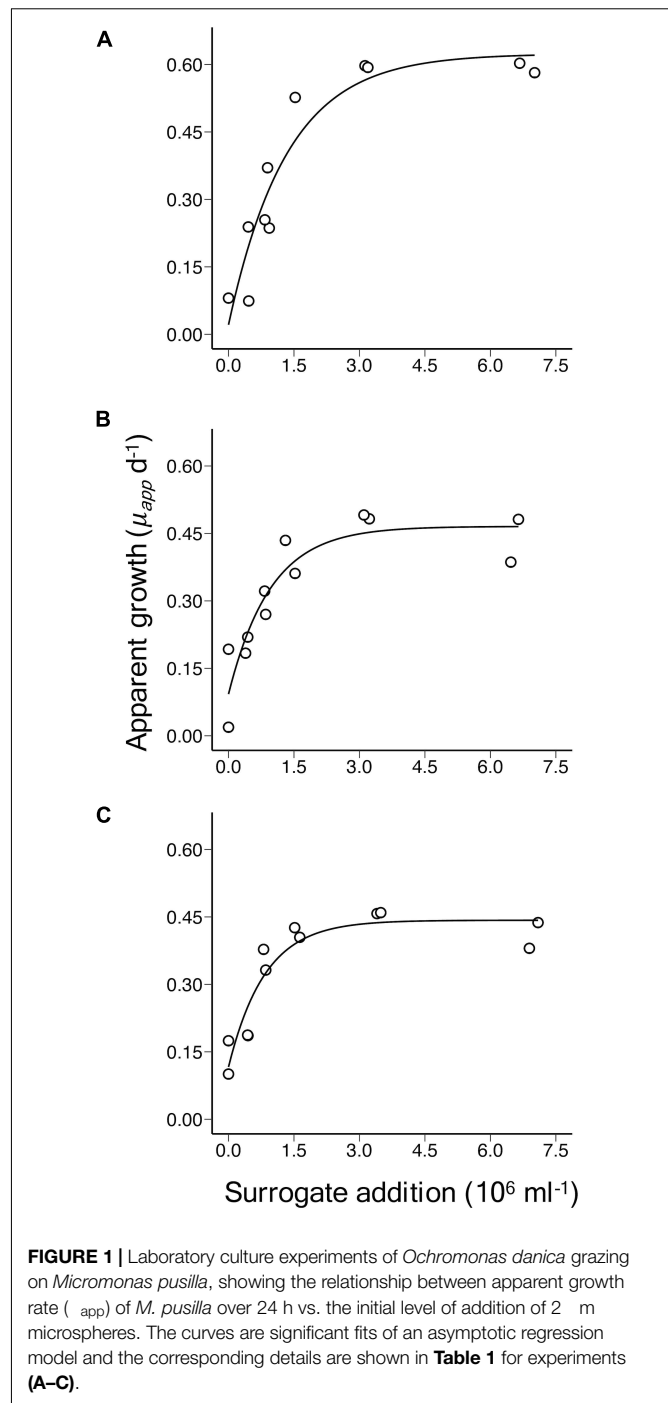 A
0.60
0.45
0.30
0.15
0.00
0.0 1.5 3.0 4.5 6.0 7.5
B
Apparent growth (μapp d-1)
0.60
0.45
0.30
0.15
0.00
0.0 1.5 3.0 4.5 6.0 7.5
C
0.60
0.45
0.30
0.15
0.00
0.0 1.5 3.0 4.5 6.0 7.5
Surrogate addition (10⁶ ml⁻¹)
FIGURE 1 | Laboratory culture experiments of Ochromonas danica grazing
on Micromonas pusilla, showing the relationship between apparent growth
rate ( app) of M. pusilla over 24 h vs. the initial level of addition of 2 m
microspheres. The curves are significant fits of an asymptotic regression
model and the corresponding details are shown in Table 1 for experiments
(A–C).